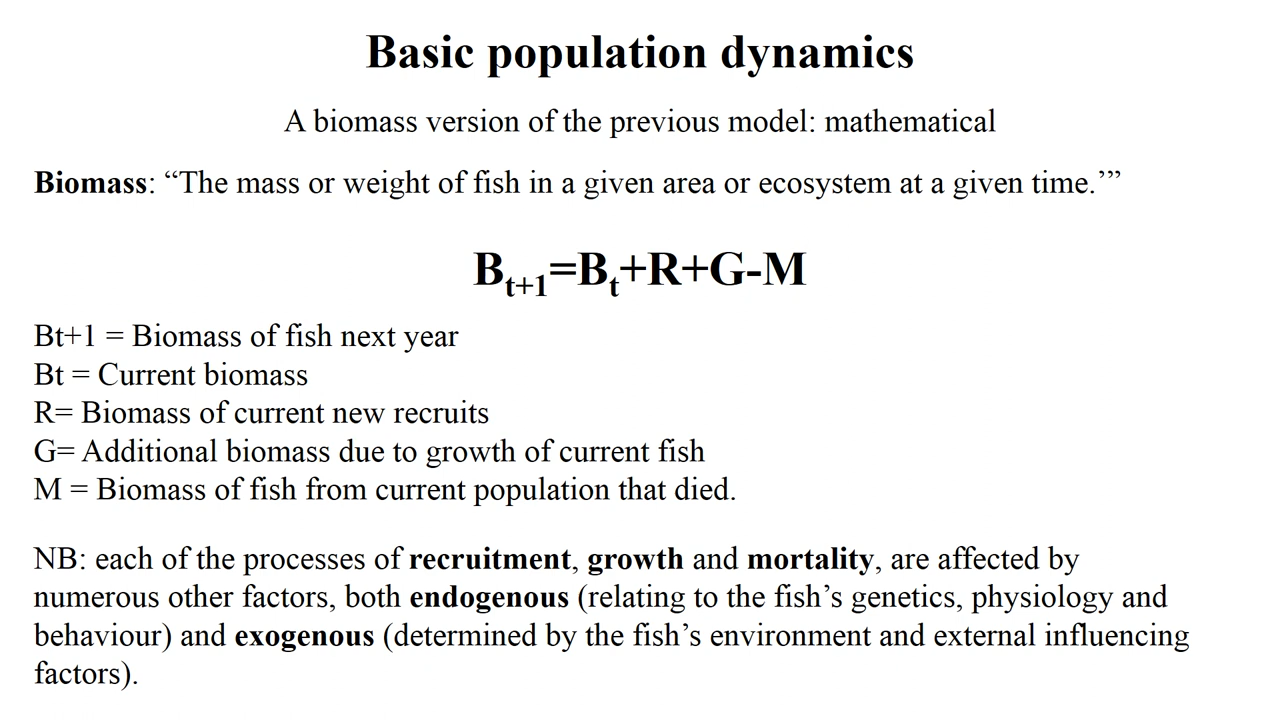 Basic population dynamics
A biomass version of the previous model: mathematical
Biomass: “The mass or weight of fish in a given area or ecosystem at a given time.’”
Bt+1=Bt+R+G-M
Bt+1 = Biomass of fish next year
Bt = Current biomass
R= Biomass of current new recruits
G= Additional biomass due to growth of current fish
M = Biomass of fish from current population that died.
NB: each of the processes of recruitment, growth and mortality, are affected by
numerous other factors, both endogenous (relating to the fish’s genetics, physiology and
behaviour) and exogenous (determined by the fish’s environment and external influencing
factors).